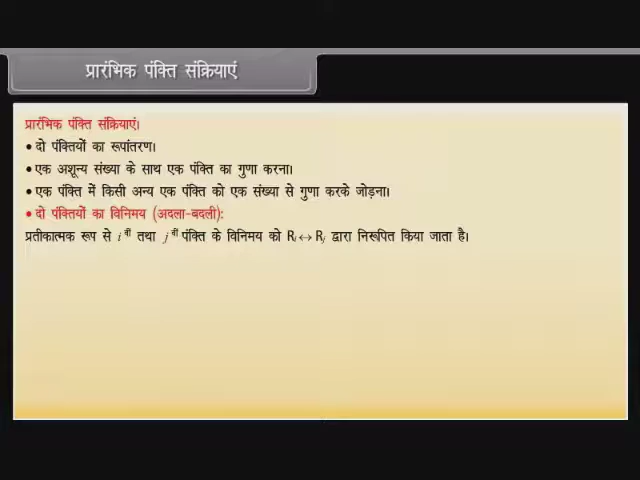 प्रारंभिक पंक्ति संक्रियाएं
प्रारंभिक पंक्ति संक्रियाएं।
• दो पंक्तियों का रूपांतरण।
• एक अशून्य संख्या के साथ एक पंक्ति का गुणा करना।
• एक पंक्ति में किसी अन्य एक पंक्ति को एक संख्या से गुणा करके जोड़ना।
• दो पंक्तियों का विनिमय (अदला-बदली):
प्रतीकात्मक रूप से i वीं तथा j वीं पंक्ति के विनिमय को Ri ↔ Rj द्वारा निरूपित किया जाता है।